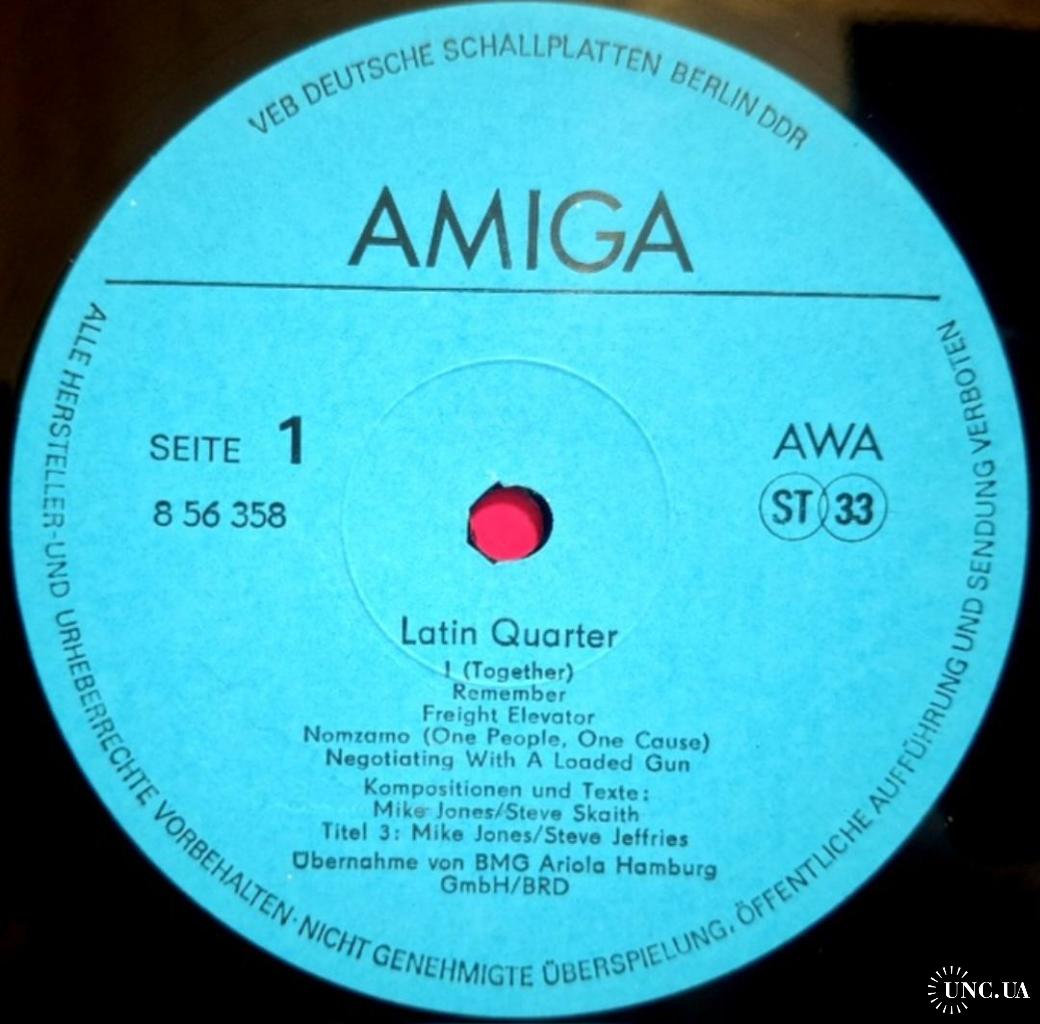 VEB DEUTSCHE SCHALLPLATTEN BERLIN DDR
AMIGA
SEITE 1
8 56 358
AWA
ST 33
Latin Quarter
I (Together)
Remember
Freight Elevator
Nomzamo (One People, One Cause)
Negotiating With A Loaded Gun
Kompositionen und Texte:
Mike Jones/Steve Skaith
Titel 3: Mike Jones/Steve Jeffries
Übernahme von BMG Ariola Hamburg
GmbH/BRD
ALLE HERSTELLER- UND URHEBERRECHTE VORBEHALTEN · NICHT GENEHMIGTE ÜBERSPIELUNG, ÖFFENTLICHE AUFFÜHRUNG UND SENDUNG VERBOTEN
UNC.UA